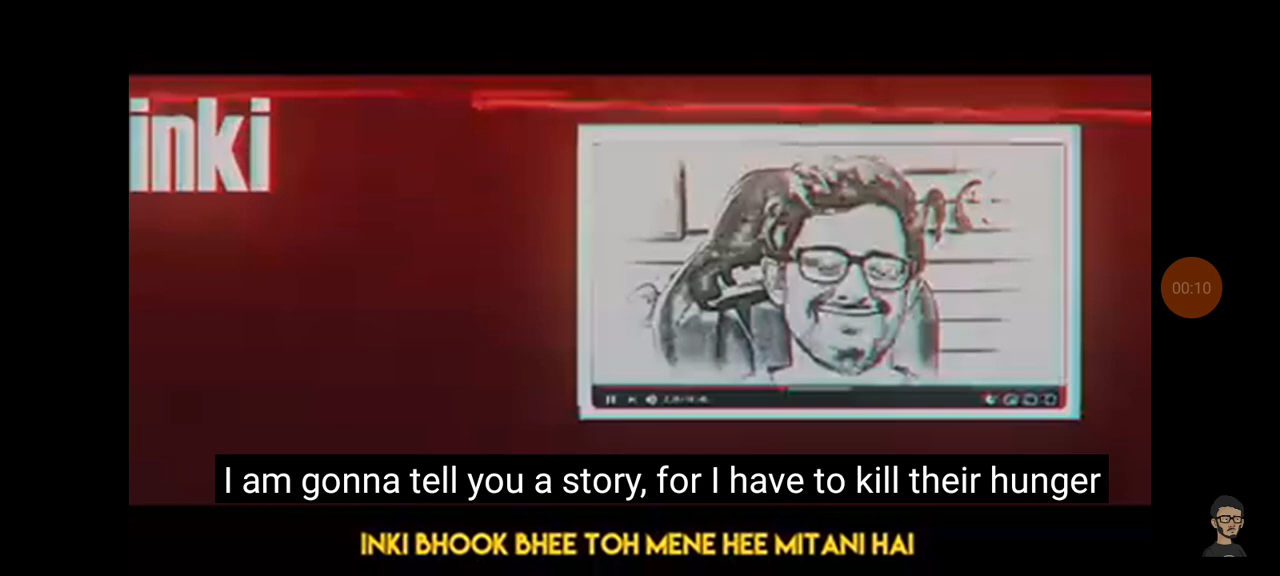 inki
00:10
I am gonna tell you a story, for I have to kill their hunger
INKI BHOOK BHEE TOH MENE HEE MITANI HAI